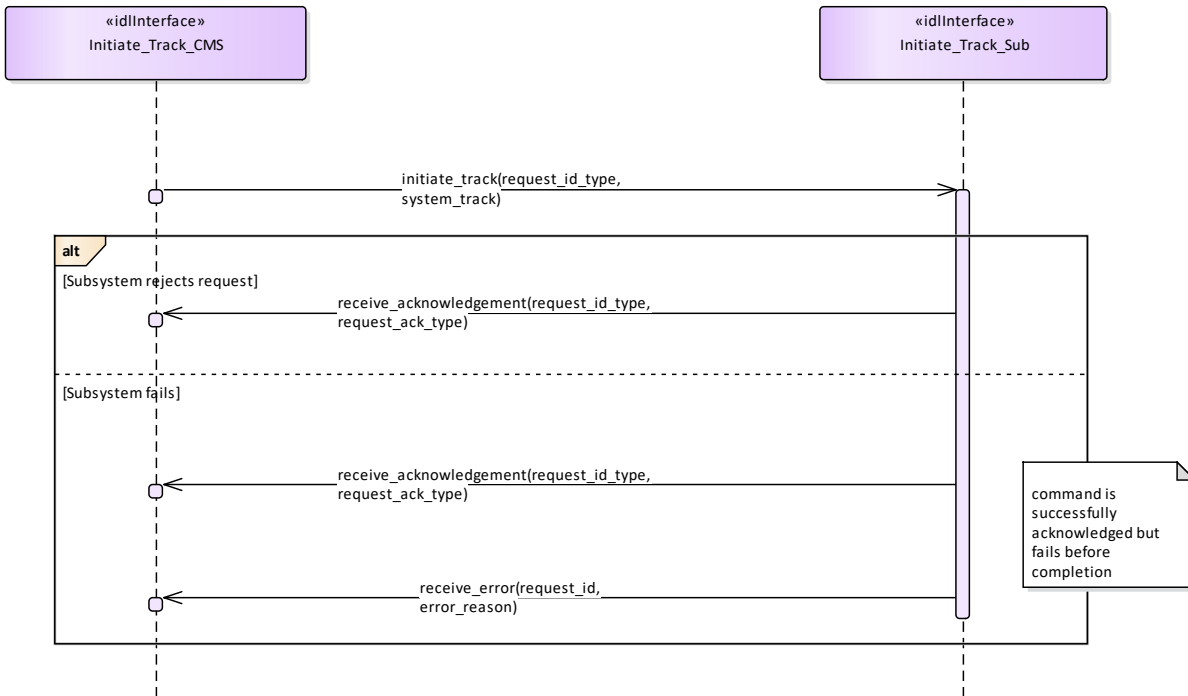 «idlInterface»
Initiate_Track_CMS
«idlInterface»
Initiate_Track_Sub
initiate_track(request_id_type,
system_track)
alt
[Subsystem rejects request]
receive_acknowledgement(request_id_type,
request_ack_type)
[Subsystem fails]
receive_acknowledgement(request_id_type,
request_ack_type)
command is
successfully
acknowledged but
fails before
completion
receive_error(request_id,
error_reason)